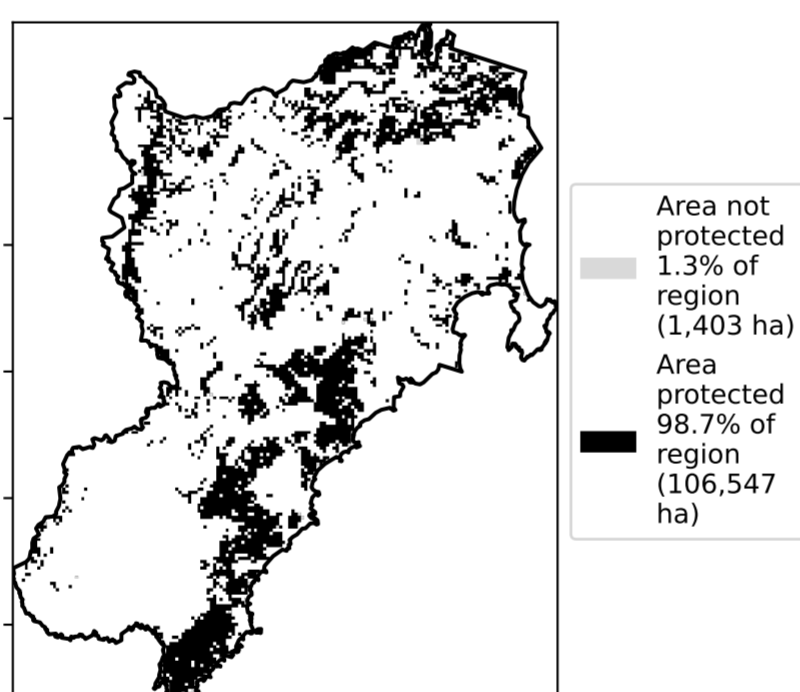 Area not
protected
1.3% of
region
(1,403 ha)
Area
protected
98.7% of
region
(106,547
ha)